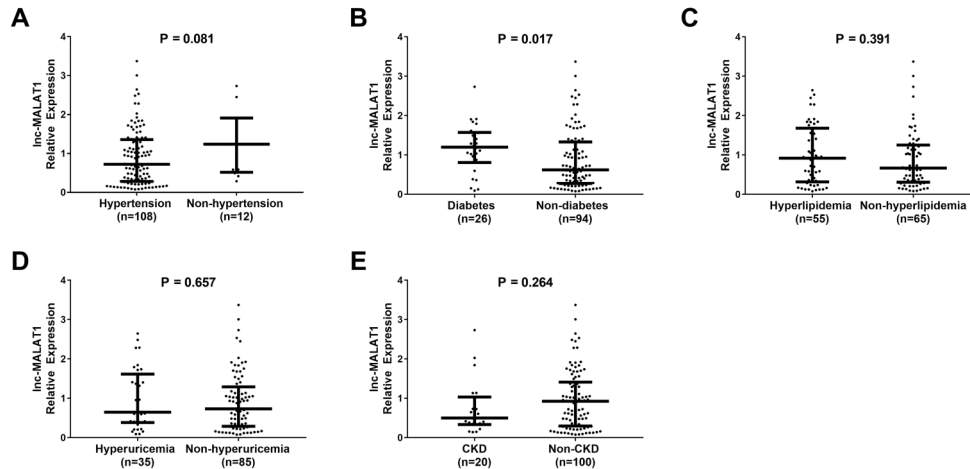 A
P = 0.081
lnc-MALAT1
Relative Expression
4
3
2
1
0
Hypertension
(n=108)
Non-hypertension
(n=12)
B
P = 0.017
lnc-MALAT1
Relative Expression
4
3
2
1
0
Diabetes
(n=26)
Non-diabetes
(n=94)
C
P = 0.391
lnc-MALAT1
Relative Expression
4
3
2
1
0
Hyperlipidemia
(n=55)
Non-hyperlipidemia
(n=65)
D
P = 0.657
lnc-MALAT1
Relative Expression
4
3
2
1
0
Hyperuricemia
(n=35)
Non-hyperuricemia
(n=85)
E
P = 0.264
lnc-MALAT1
Relative Expression
4
3
2
1
0
CKD
(n=20)
Non-CKD
(n=100)